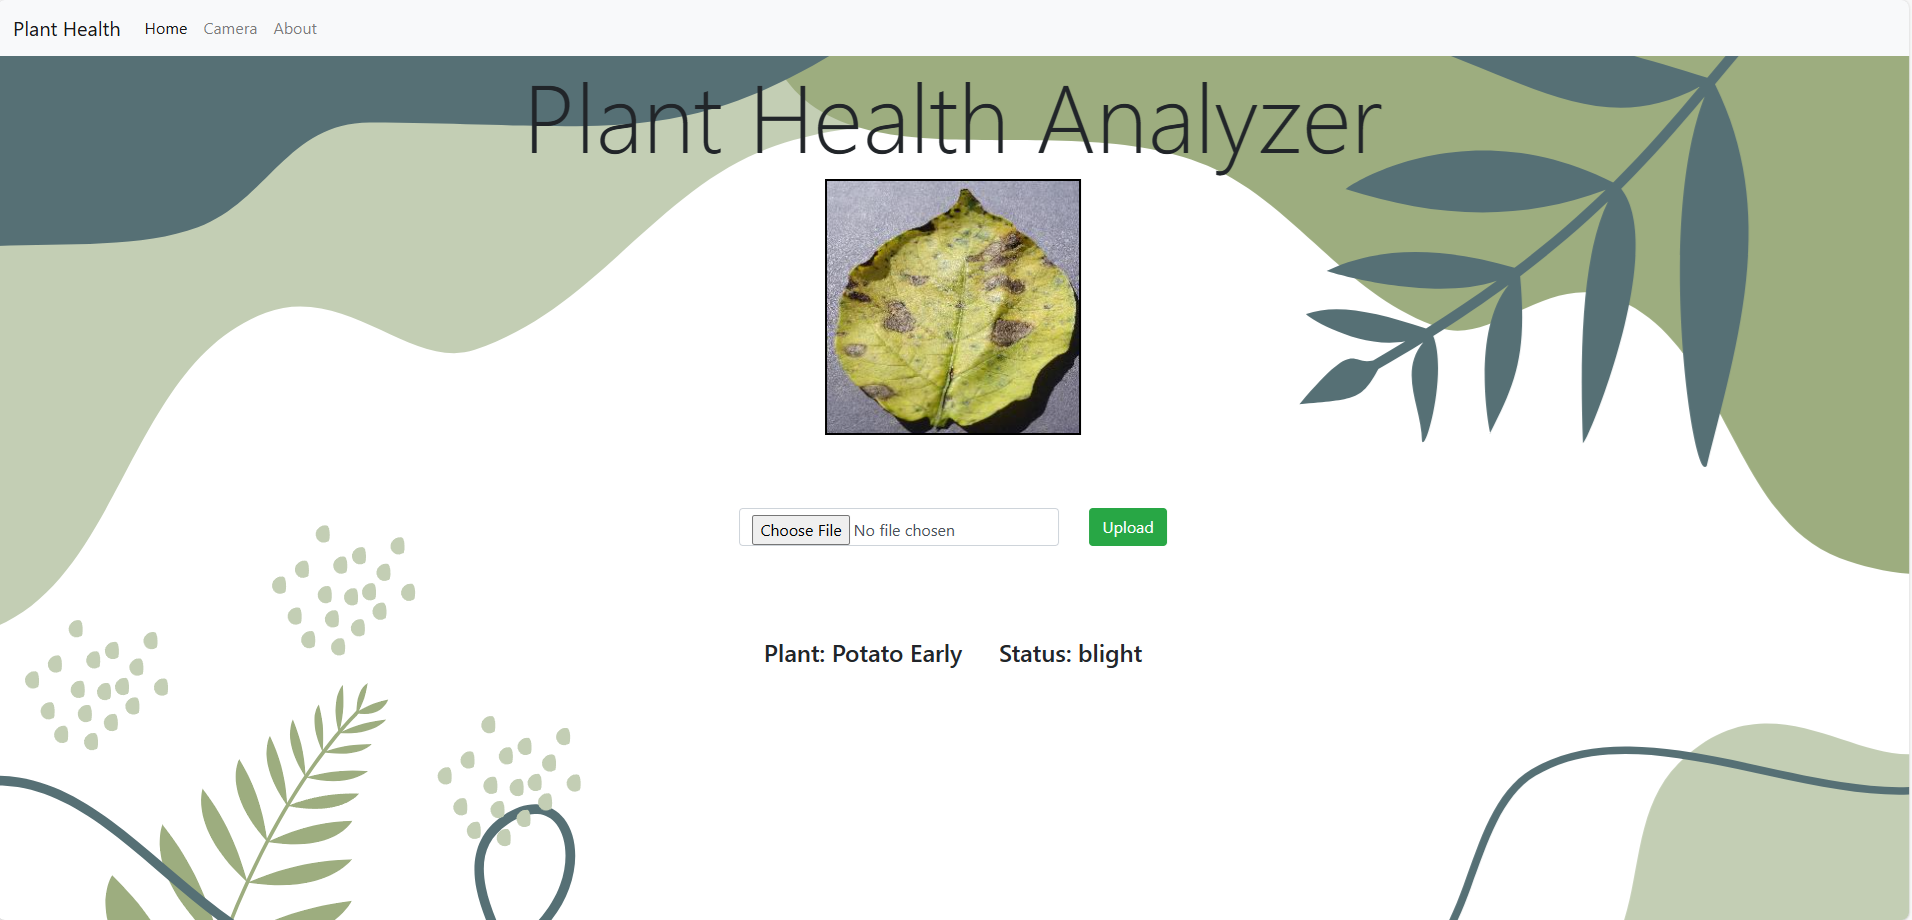 Plant Health Home Camera About
Plant Health Analyzer
Choose File No file chosen Upload
Plant: Potato Early Status: blight